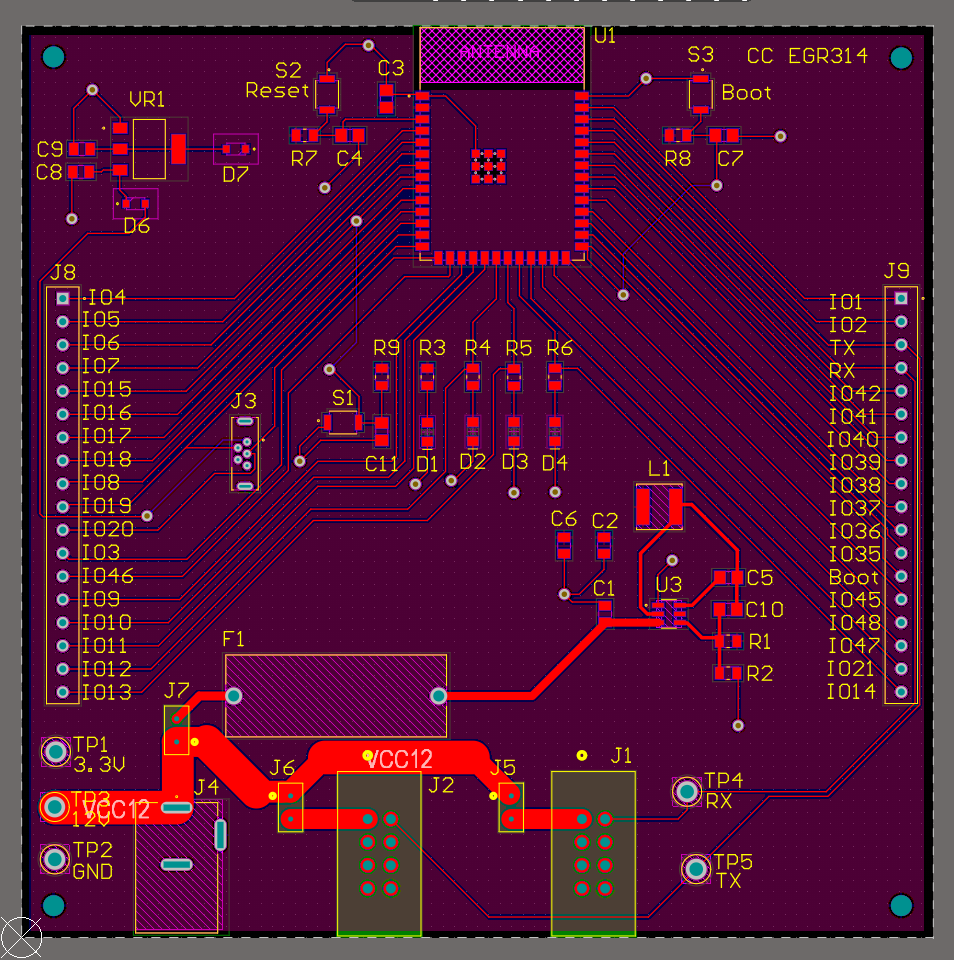 ANTENNA
U1
CC EGR314
S2
Reset
C3
S3
Boot
VR1
C9
C8
D7
R7
C4
R8
C7
D6
J8
J9
IO4
IO5
IO6
IO7
IO15
IO16
IO17
IO18
IO8
IO19
IO20
IO3
IO46
IO9
IO10
IO11
IO12
IO13
IO1
IO2
TX
RX
IO42
IO41
IO40
IO39
IO38
IO37
IO36
IO35
Boot
IO45
IO48
IO47
IO21
IO14
R9
R3
R4
R5
R6
S1
J3
C11
D1
D2
D3
D4
L1
C6
C2
C1
U3
C5
C10
R1
R2
F1
J7
TP1
3.3V
TP3
12V
VCC12
TP2
GND
J4
J6
VCC12
J2
J5
J1
TP4
RX
TP5
TX